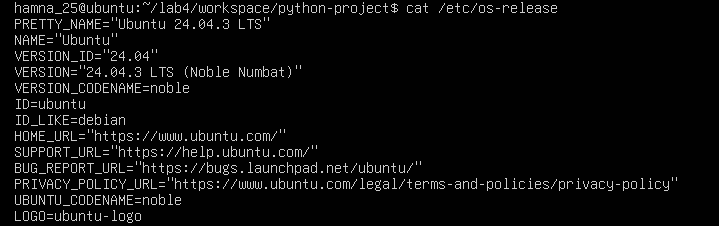 hamna_25@ubuntu:~/lab4/workspace/python-project$ cat /etc/os-release
PRETTY_NAME="Ubuntu 24.04.3 LTS"
NAME="Ubuntu"
VERSION_ID="24.04"
VERSION="24.04.3 LTS (Noble Numbat)"
VERSION_CODENAME=noble
ID=ubuntu
ID_LIKE=debian
HOME_URL="https://www.ubuntu.com/"
SUPPORT_URL="https://help.ubuntu.com/"
BUG_REPORT_URL="https://bugs.launchpad.net/ubuntu/"
PRIVACY_POLICY_URL="https://www.ubuntu.com/legal/terms-and-policies/privacy-policy"
UBUNTU_CODENAME=noble
LOGO=ubuntu-logo